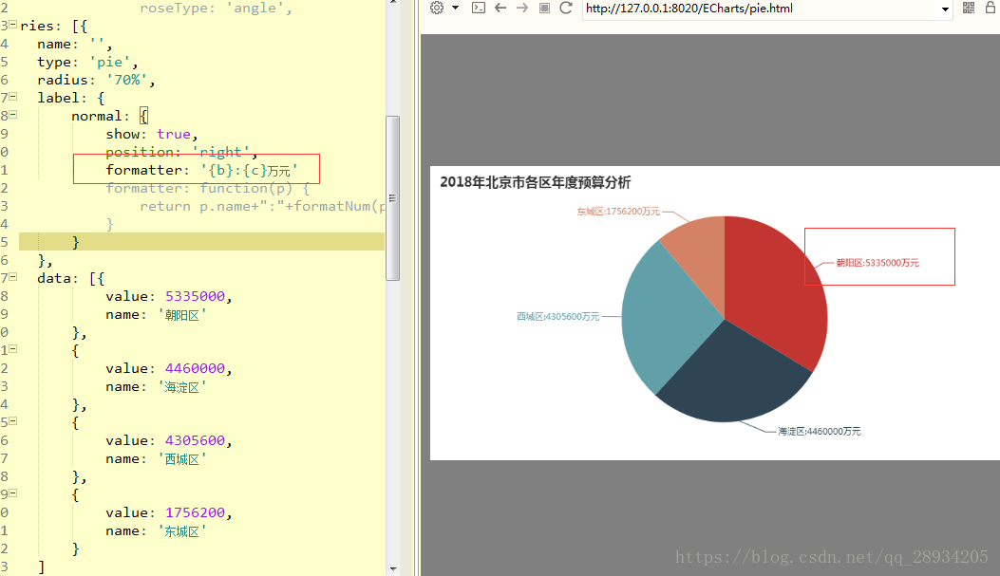 2 roseType: 'angle',
3 ries: [{
4 name: '',
5 type: 'pie',
6 radius: '70%',
7 label: {
8 normal: {
9 show: true,
0 position: 'right',
1 formatter: '{b}:{c}万元'
2 formatter: function(p) {
3 return p.name+":"+formatNum(p
4 }
5 }
6 },
7 data: [{
8 value: 5335000,
9 name: '朝阳区'
0 },
1 {
2 value: 4460000,
3 name: '海淀区'
4 },
5 {
6 value: 4305600,
7 name: '西城区'
8 },
9 {
0 value: 1756200,
1 name: '东城区'
2 }
3 ]
http://127.0.0.1:8020/ECharts/pie.html
2018年北京市各区年度预算分析
东城区:1756200万元
朝阳区:5335000万元
西城区:4305600万元
海淀区:4460000万元
https://blog.csdn.net/qq_28934205